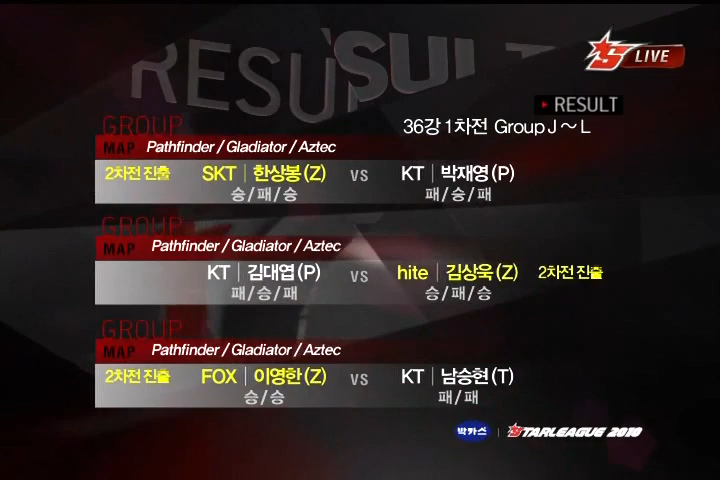 RESULT
SULT
S LIVE
RESULT
36강 1차전 Group J ~ L
GROUP
MAP Pathfinder / Gladiator / Aztec
2차전 진출 SKT | 한상봉 (Z) vs KT | 박재영 (P)
승/패/승 패/승/패
GROUP
MAP Pathfinder / Gladiator / Aztec
KT | 김대엽 (P) vs hite | 김상욱 (Z) 2차전 진출
패/승/패 승/패/승
GROUP
MAP Pathfinder / Gladiator / Aztec
2차전 진출 FOX | 이영한 (Z) vs KT | 남승현 (T)
승/승 패/패
박카스 | STARLEAGUE 2010